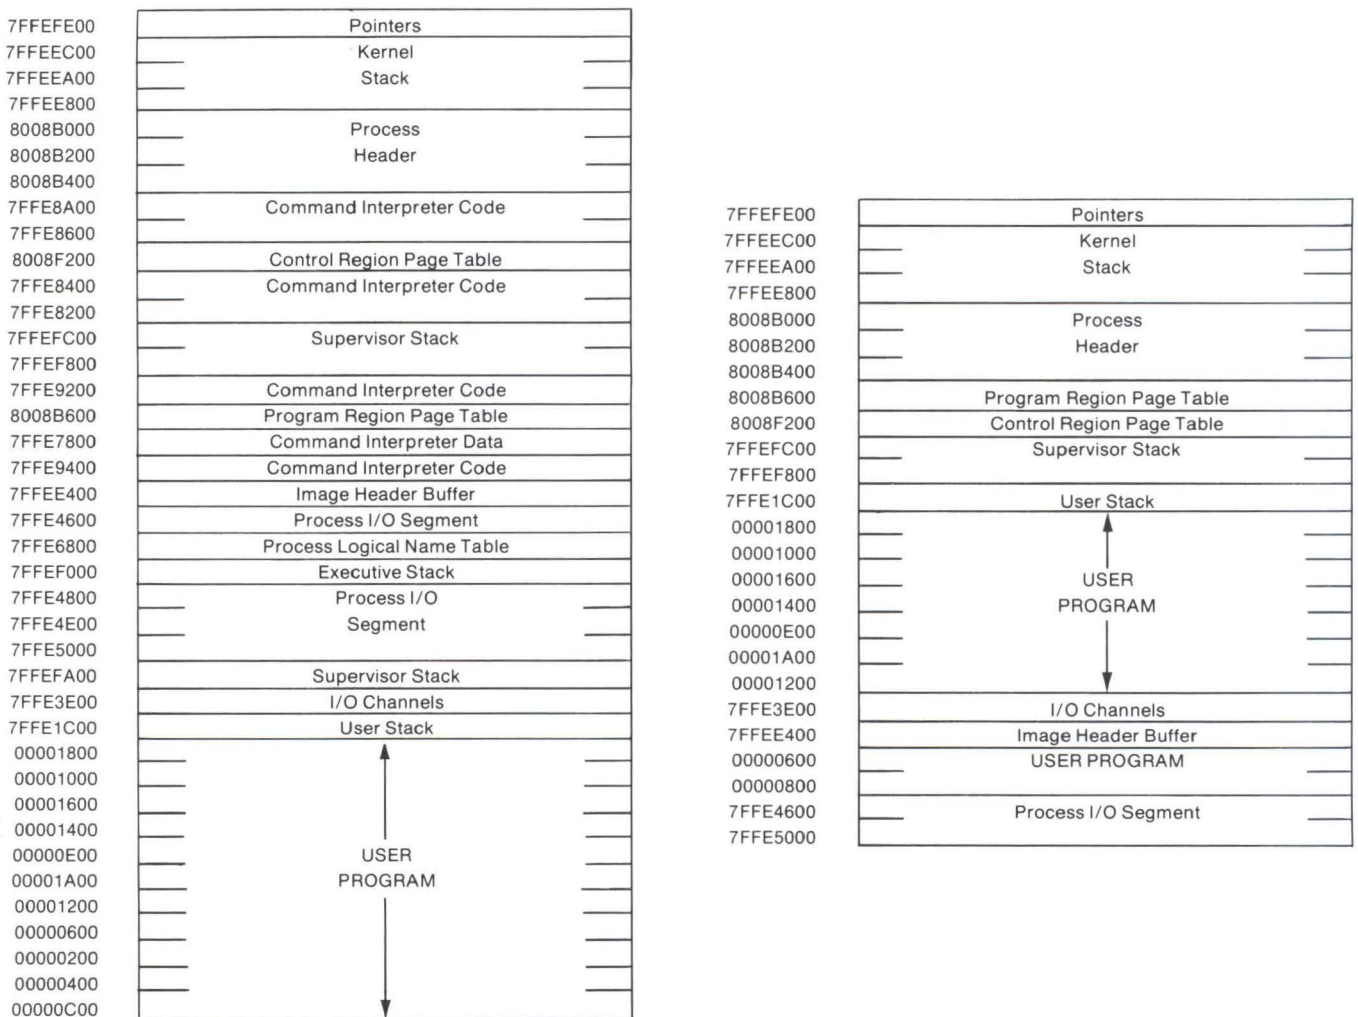 7FFEFE00 Pointers
7FFEEC00 Kernel
7FFEEA00 Stack
7FFEE800
8008B000 Process
8008B200 Header
8008B400
7FFE8A00 Command Interpreter Code
7FFE8600
8008F200 Control Region Page Table
7FFE8400 Command Interpreter Code
7FFE8200
7FFEFC00 Supervisor Stack
7FFEF800
7FFE9200 Command Interpreter Code
8008B600 Program Region Page Table
7FFE7800 Command Interpreter Data
7FFE9400 Command Interpreter Code
7FFEE400 Image Header Buffer
7FFE4600 Process I/O Segment
7FFE6800 Process Logical Name Table
7FFEF000 Executive Stack
7FFE4800 Process I/O
7FFE4E00 Segment
7FFE5000
7FFEFA00 Supervisor Stack
7FFE3E00 I/O Channels
7FFE1C00 User Stack
00001800
00001000
00001600
00001400
00000E00 USER
00001A00 PROGRAM
00001200
00000600
00000200
00000400
00000C00
7FFEFE00 Pointers
7FFEEC00 Kernel
7FFEEA00 Stack
7FFEE800
8008B000 Process
8008B200 Header
8008B400
8008B600 Program Region Page Table
8008F200 Control Region Page Table
7FFEFC00 Supervisor Stack
7FFEF800
7FFE1C00 User Stack
00001800
00001000
00001600 USER
00001400 PROGRAM
00000E00
00001A00
00001200
7FFE3E00 I/O Channels
7FFEE400 Image Header Buffer
00000600 USER PROGRAM
00000800
7FFE4600 Process I/O Segment
7FFE5000